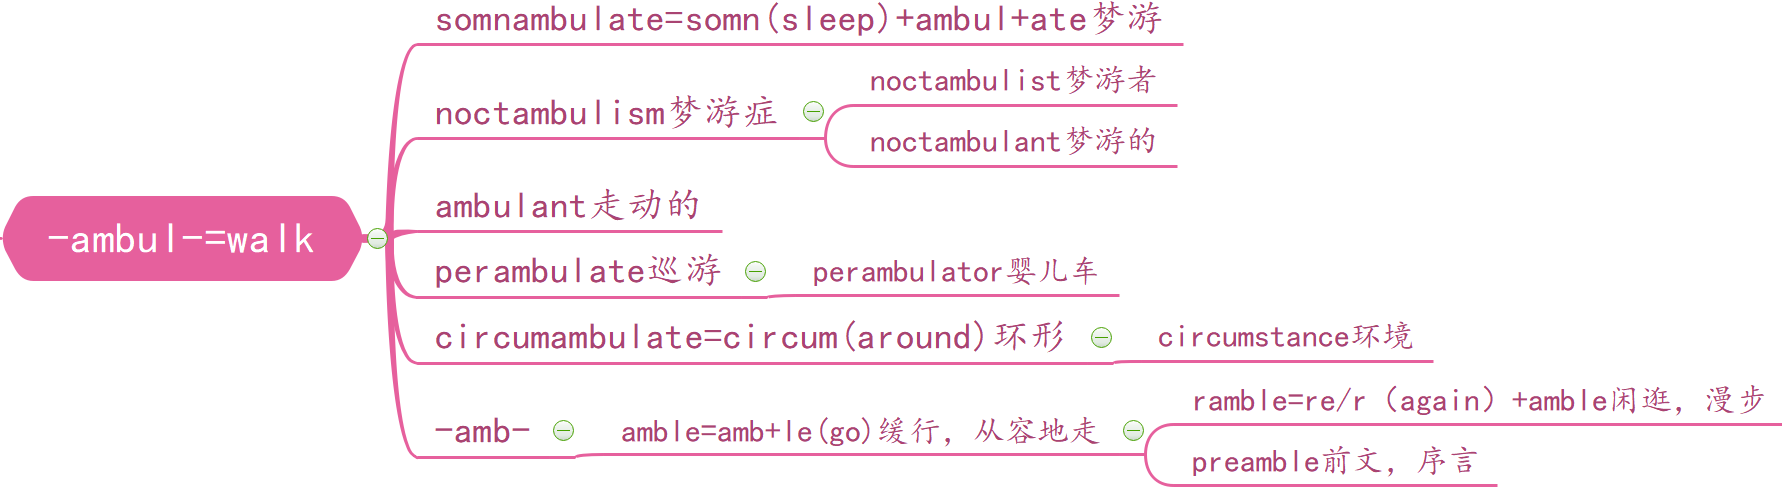 somnambulate=somn(sleep)+ambul+ate梦游
noctambulist梦游者
noctambulism梦游症
noctambulant梦游的
ambulant走动的
-ambul-=walk
perambulate巡游
perambulator婴儿车
circumambulate=circum(around)环形
circumstance环境
ramble=re/r（again）+amble闲逛，漫步
-amb-
amble=amb+le(go)缓行，从容地走
preamble前文，序言